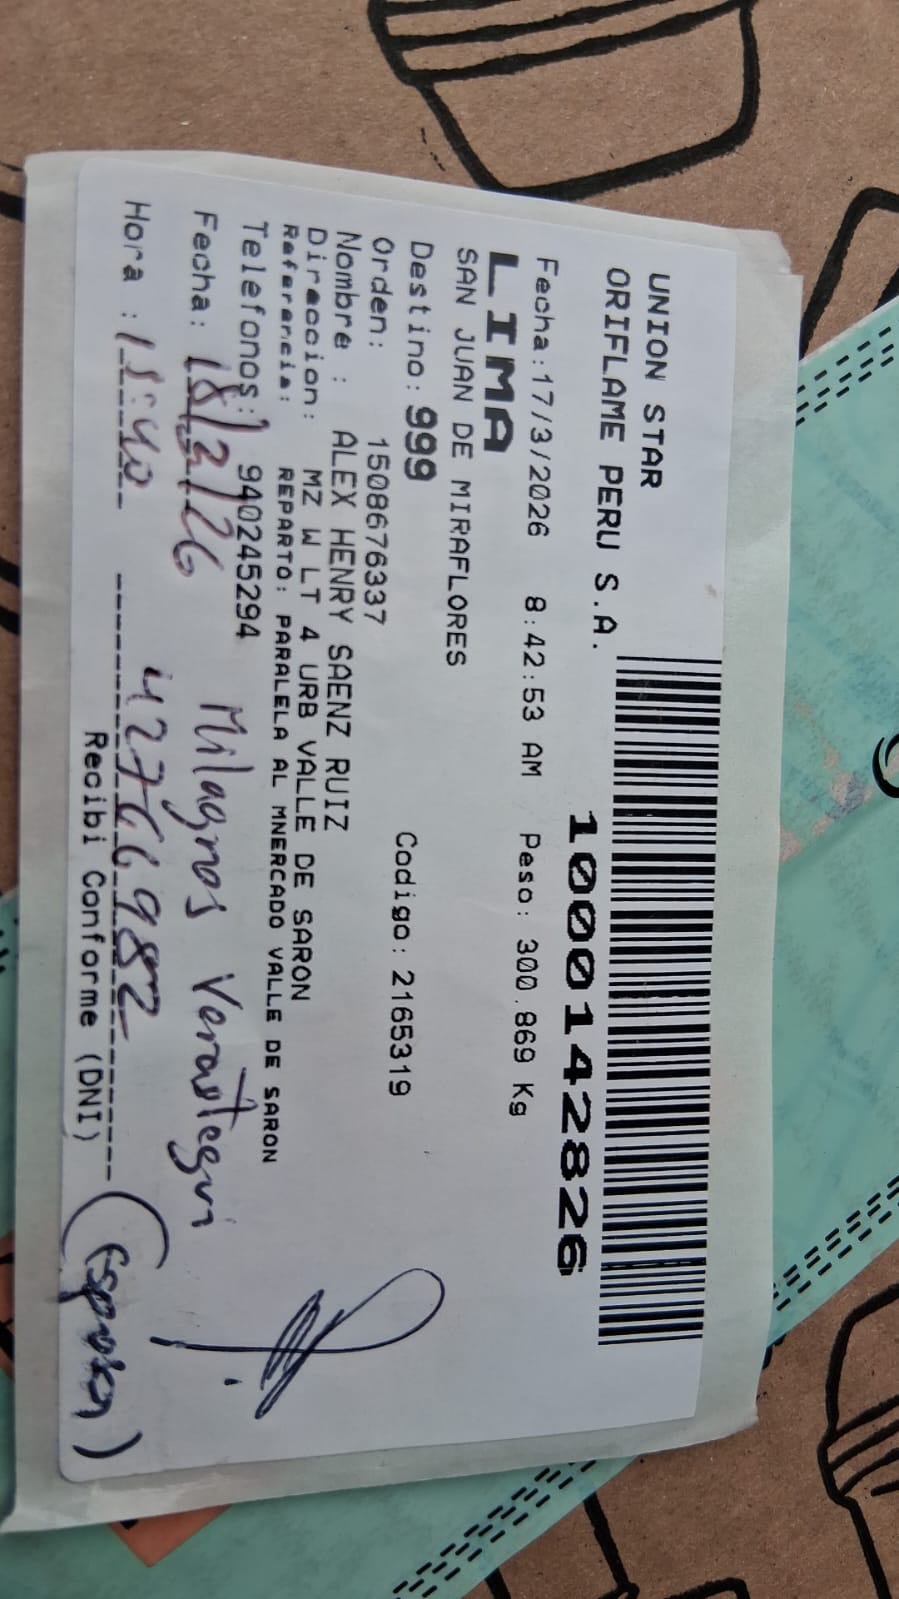 UNION STAR
ORIFLAME PERU S.A.
1000142826
Fecha:17/3/2026 8:42:53 AM Peso: 300.869 Kg
LIMA
SAN JUAN DE MIRAFLORES
Destino: 999
Orden: 1508676337 Codigo: 2165319
Nombre : ALEX HENRY SAENZ RUIZ
Direccion: MZ W LT 4 URB VALLE DE SARON
Referencia: REPARTO: PARALELA AL MNERCADO VALLE DE SARON
Telefonos: 940245294
Fecha: 18/3/26 Milagros Verastegui
Hora : 15:40 42766982 (Esposa)
Recibi Conforme (DNI)